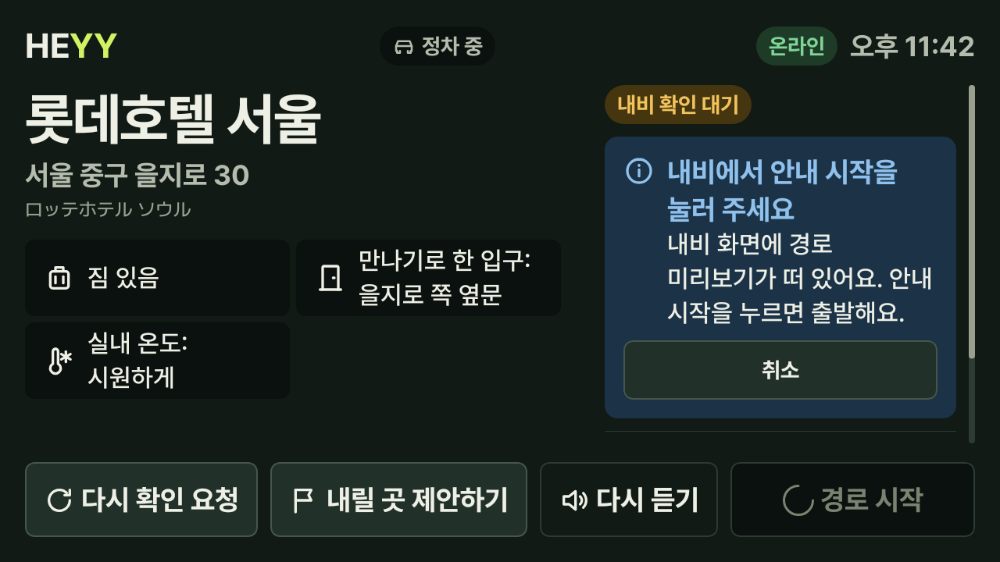 HEYY
정차 중
온라인
오후 11:42
롯데호텔 서울
서울 중구 을지로 30
ロッテホテル ソウル
짐 있음
만나기로 한 입구:
을지로 쪽 옆문
실내 온도:
시원하게
내비 확인 대기
내비에서 안내 시작을
눌러 주세요
내비 화면에 경로
미리보기가 떠 있어요. 안내
시작을 누르면 출발해요.
취소
다시 확인 요청
내릴 곳 제안하기
다시 듣기
경로 시작